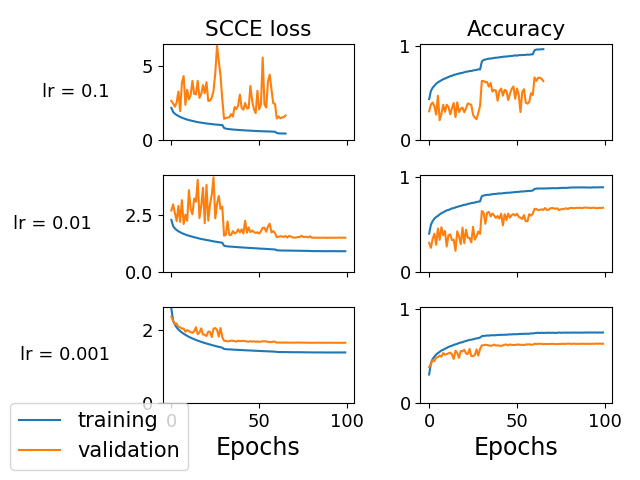 SCCE loss
Accuracy
lr = 0.1
5
0
1
0
lr = 0.01
2.5
0.0
1
0
lr = 0.001
2
0
1
0
0
50
100
0
50
100
Epochs
Epochs
training
validation